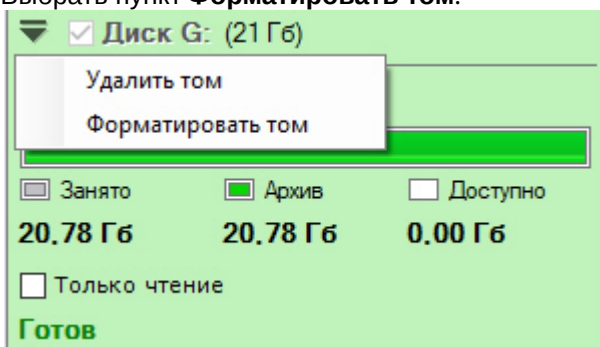 Выбрать пункт Форматировать том.
Диск G: (21 Гб)
Удалить том
Форматировать том
Занято Архив Доступно
20,78 Гб 20,78 Гб 0,00 Гб
Только чтение
Готов